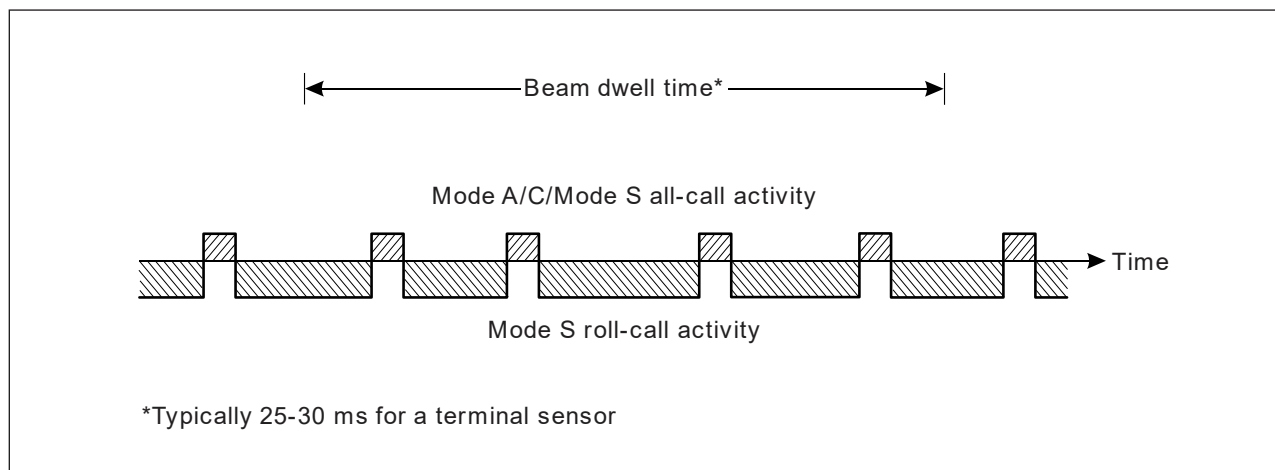 Beam dwell time*
Mode A/C/Mode S all-call activity
Time
Mode S roll-call activity
*Typically 25-30 ms for a terminal sensor